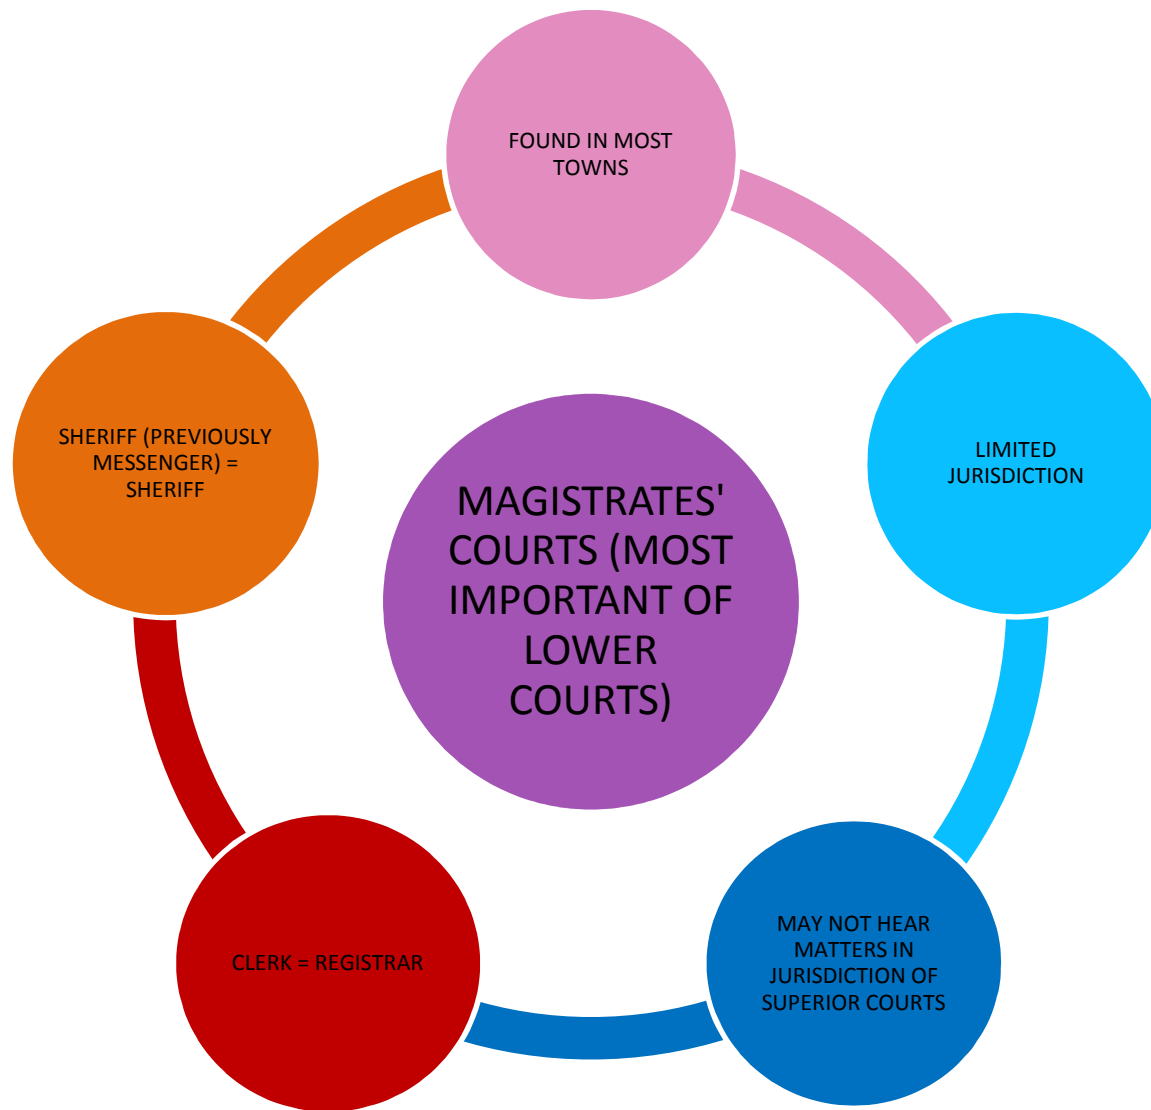 FOUND IN MOST
TOWNS
LIMITED
JURISDICTION
MAY NOT HEAR
MATTERS IN
JURISDICTION OF
SUPERIOR COURTS
CLERK = REGISTRAR
SHERIFF (PREVIOUSLY
MESSENGER) =
SHERIFF
MAGISTRATES'
COURTS (MOST
IMPORTANT OF
LOWER
COURTS)